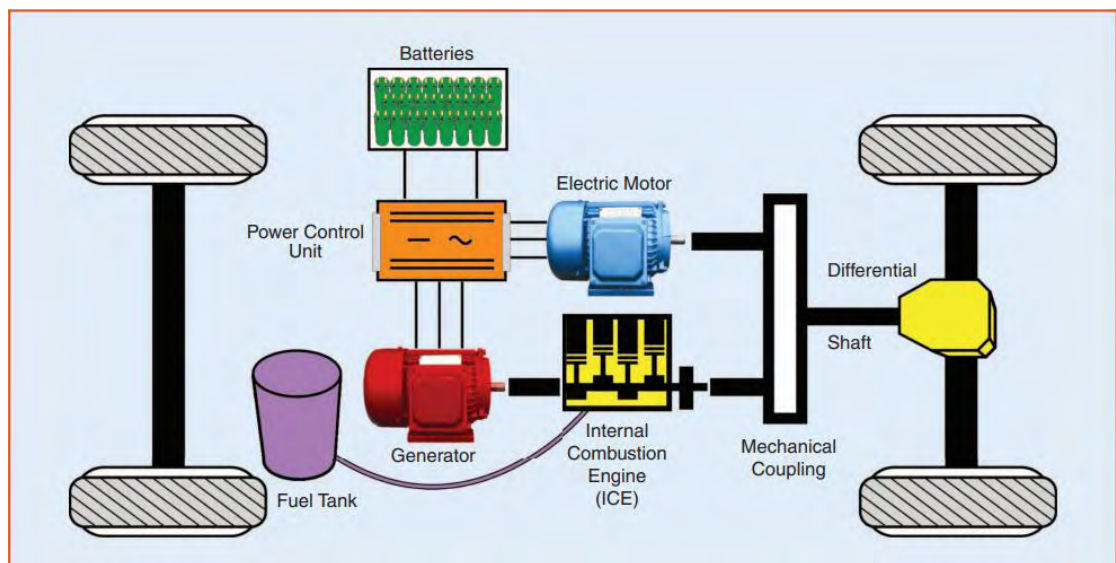 Batteries
Electric Motor
Power Control
Unit
Differential
Shaft
Internal
Combustion
Engine
(ICE)
Mechanical
Coupling
Generator
Fuel Tank